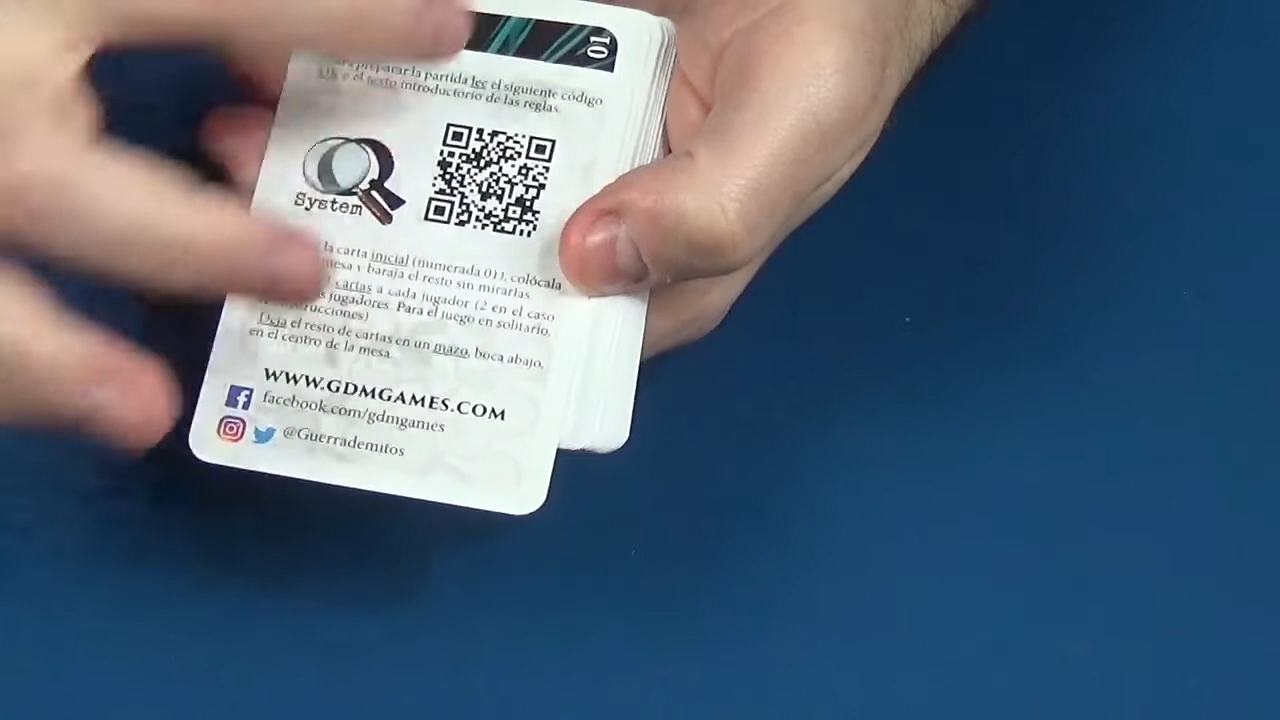 01
preparar la partida lee el siguiente código
QR o el texto introductorio de las reglas.
System
la carta inicial (numerada 01), colócala
mesa y baraja el resto sin mirarlas.
cartas a cada jugador (2 en el caso
jugadores. Para el juego en solitario,
Deja el resto de cartas en un mazo, boca abajo,
en el centro de la mesa.
WWW.GDMGAMES.COM
facebook.com/gdmgames
@Guerrademitos